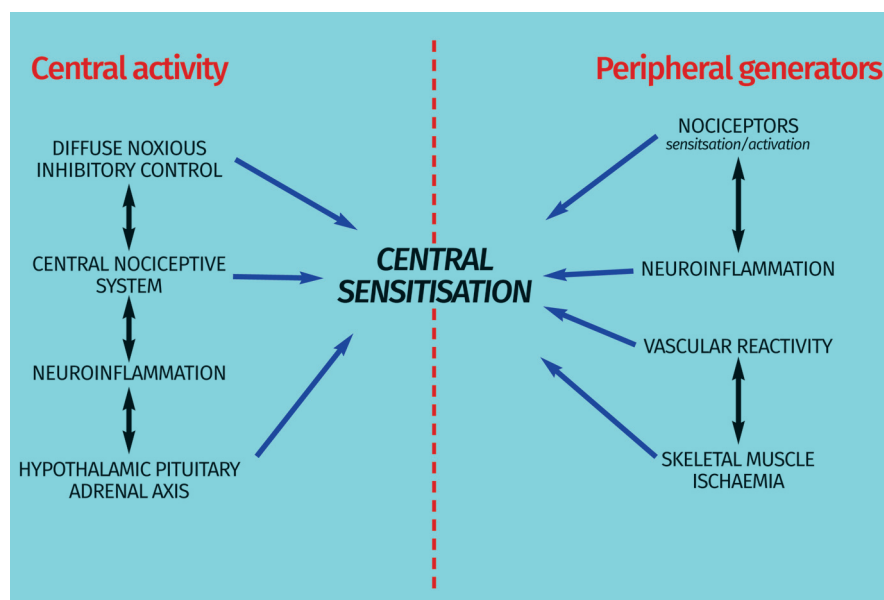 Central activity
Peripheral generators
DIFFUSE NOXIOUS
INHIBITORY CONTROL
CENTRAL NOCICEPTIVE
SYSTEM
NEUROINFLAMMATION
HYPOTHALAMIC PITUITARY
ADRENAL AXIS
CENTRAL
SENSITISATION
NOCICEPTORS
sensitsation/activation
NEUROINFLAMMATION
VASCULAR REACTIVITY
SKELETAL MUSCLE
ISCHAEMIA